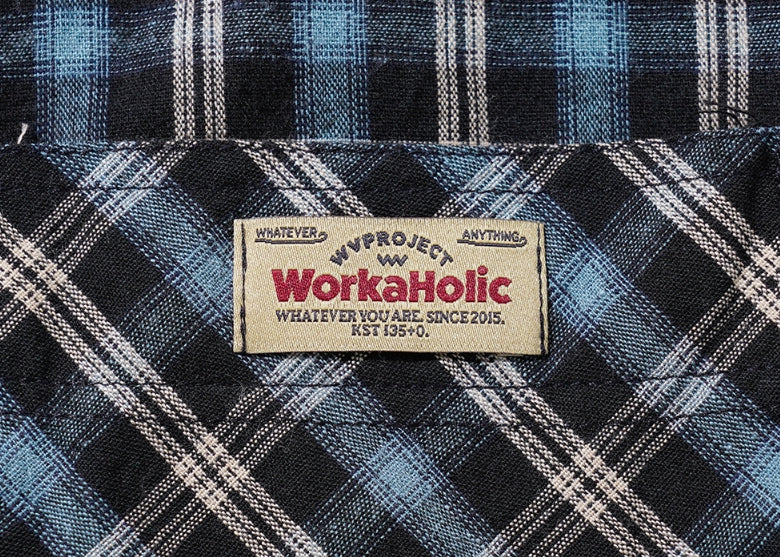 WHATEVER
ANYTHING
WVPROJECT
WorkaHolic
WHATEVER YOU ARE. SINCE 2015.
KST 135+0.